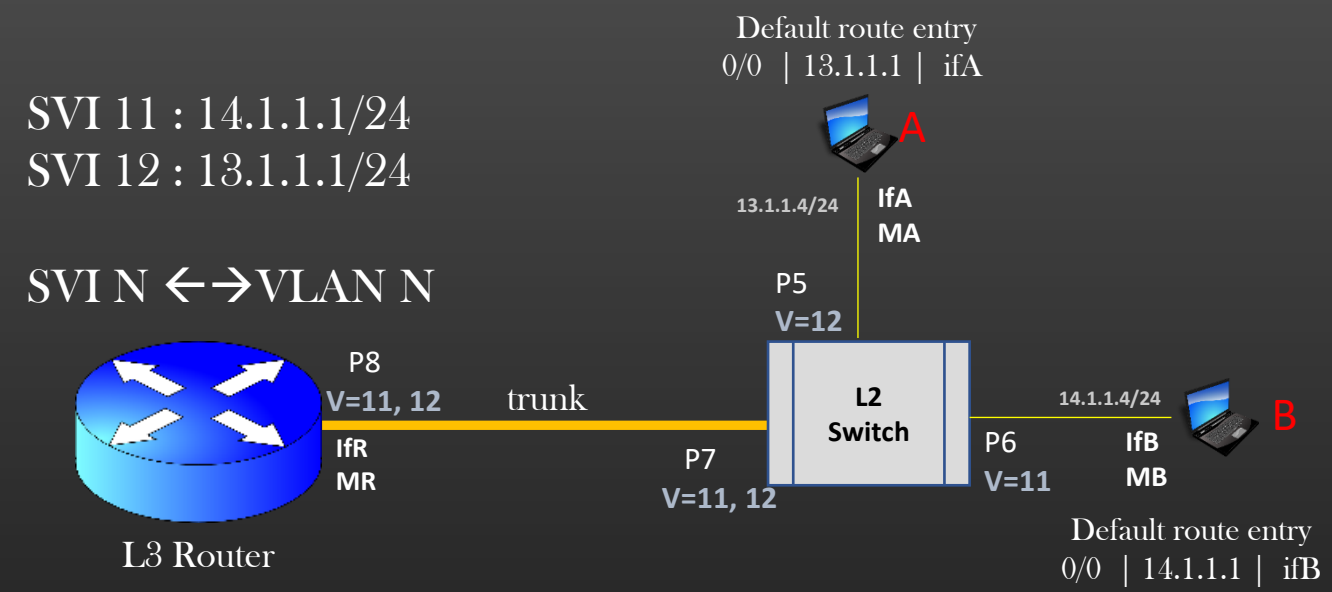 Default route entry
0/0 | 13.1.1.1 | ifA
SVI 11 : 14.1.1.1/24
SVI 12 : 13.1.1.1/24
A
13.1.1.4/24
IfA
MA
SVI N ←→VLAN N
P5
V=12
P8
V=11, 12
trunk
IfR
MR
L2
Switch
14.1.1.4/24
B
P7
V=11, 12
P6
V=11
IfB
MB
L3 Router
Default route entry
0/0 | 14.1.1.1 | ifB